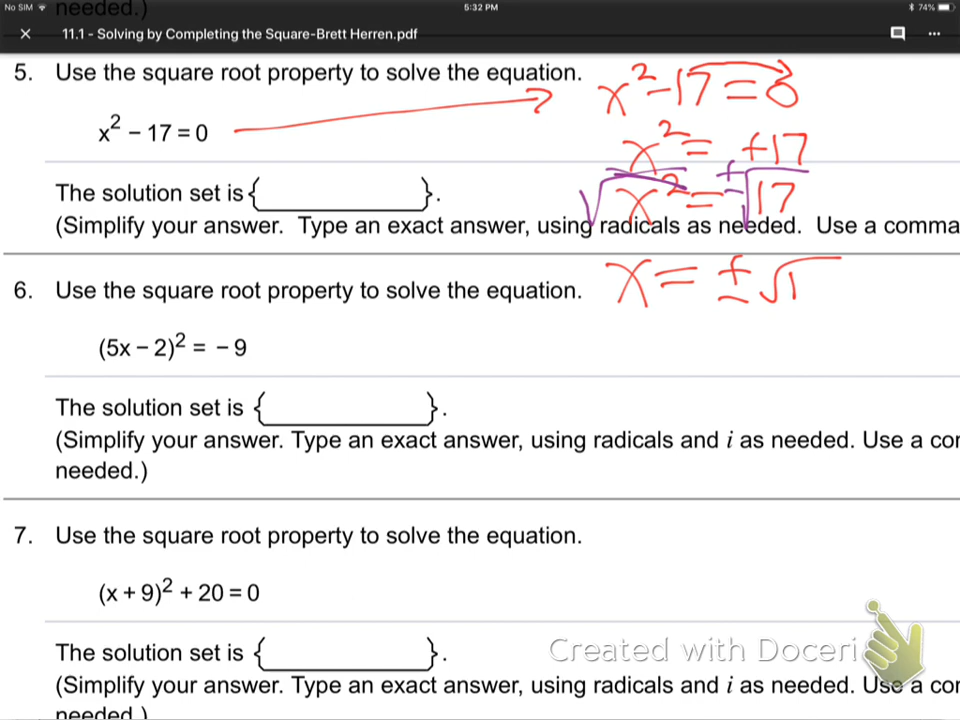 No SIM 5:32 PM 74%
needed.)
11.1 - Solving by Completing the Square-Brett Herren.pdf
5. Use the square root property to solve the equation.
x² − 17 = 0
x² − 17 = 0
x² = +17
√x² = ±√17
The solution set is { }.
(Simplify your answer. Type an exact answer, using radicals as needed. Use a comma
x = ±√1
6. Use the square root property to solve the equation.
(5x − 2)² = − 9
The solution set is { }.
(Simplify your answer. Type an exact answer, using radicals and i as needed. Use a co
needed.)
7. Use the square root property to solve the equation.
(x + 9)² + 20 = 0
The solution set is { }.
Created with Doceri
(Simplify your answer. Type an exact answer, using radicals and i as needed. Use a co
needed.)